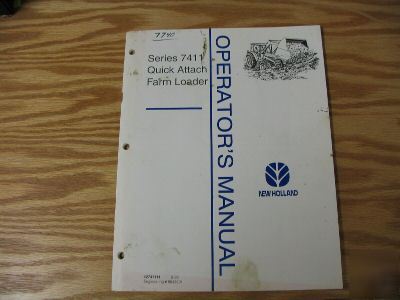 7740
Series 7411
Quick Attach
Farm Loader
OPERATOR'S MANUAL
NEW HOLLAND